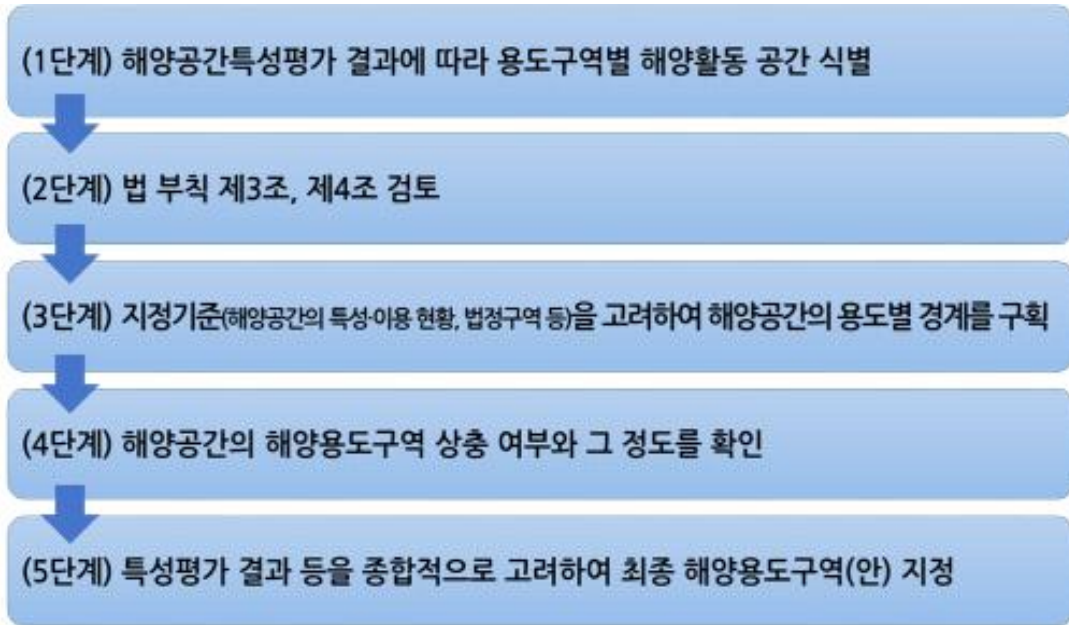 (1단계) 해양공간특성평가 결과에 따라 용도구역별 해양활동 공간 식별
(2단계) 법 부칙 제3조, 제4조 검토
(3단계) 지정기준(해양공간의 특성·이용 현황, 법정구역 등)을 고려하여 해양공간의 용도별 경계를 구획
(4단계) 해양공간의 해양용도구역 상충 여부와 그 정도를 확인
(5단계) 특성평가 결과 등을 종합적으로 고려하여 최종 해양용도구역(안) 지정